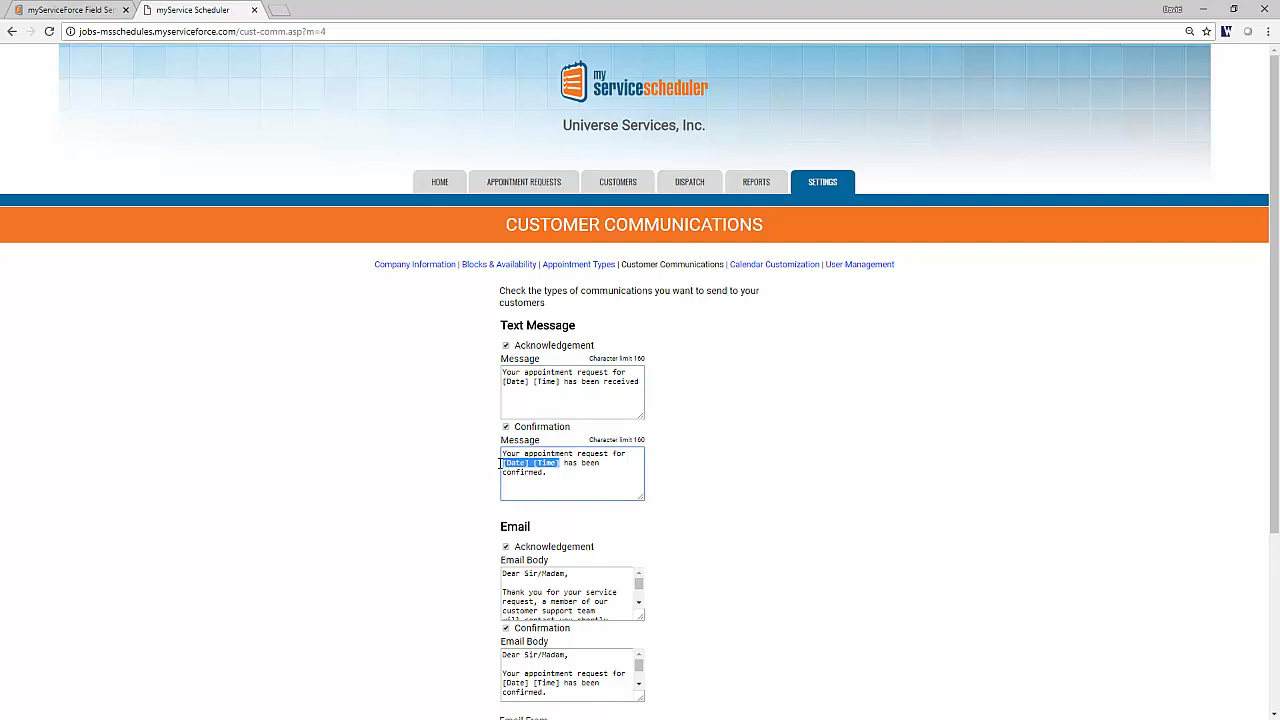 myServiceForce Field Ser
myService Scheduler
David
jobs-msschedules.myserviceforce.com/cust-comm.asp?m=4
my
servicescheduler
Universe Services, Inc.
HOME
APPOINTMENT REQUESTS
CUSTOMERS
DISPATCH
REPORTS
SETTINGS
CUSTOMER COMMUNICATIONS
Company Information | Blocks & Availability | Appointment Types | Customer Communications | Calendar Customization | User Management
Check the types of communications you want to send to your
customers
Text Message
Acknowledgement
Message Character limit 160
Your appointment request for
[Date] [Time] has been received
Confirmation
Message Character limit 160
Your appointment request for
[Date] [Time] has been
confirmed.
Email
Acknowledgement
Email Body
Dear Sir/Madam,
Thank you for your service
request, a member of our
customer support team
will contact you shortly
Confirmation
Email Body
Dear Sir/Madam,
Your appointment request for
[Date] [Time] has been
confirmed.
Email From